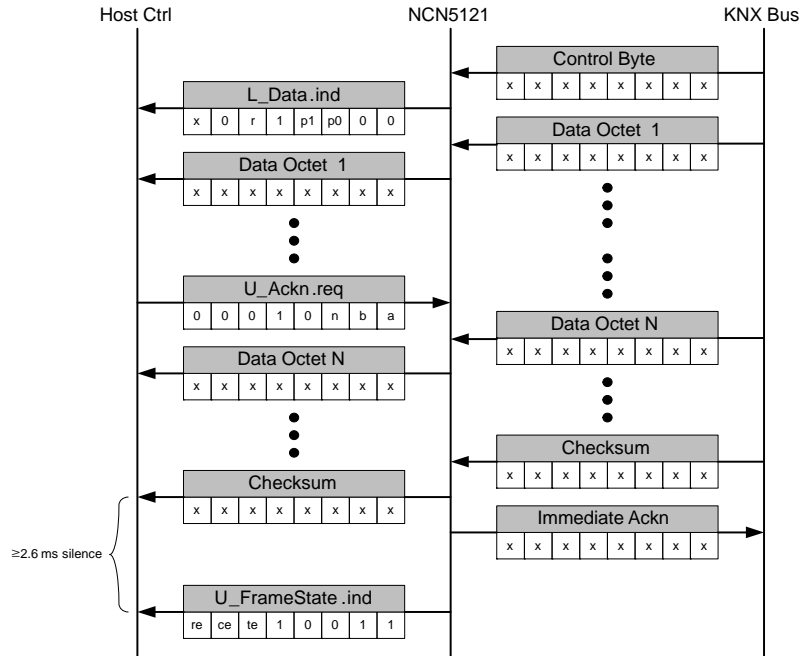 Host Ctrl NCN5121 KNX Bus
Control Byte
x x x x x x x x
L_Data.ind
x 0 r 1 p1 p0 0 0
Data Octet 1
x x x x x x x x
Data Octet 1
x x x x x x x x
U_Ackn.req
0 0 0 1 0 n b a
Data Octet N
x x x x x x x x
Data Octet N
x x x x x x x x
Checksum
x x x x x x x x
Checksum
x x x x x x x x
Immediate Ackn
x x x x x x x x
≥2.6 ms silence
U_FrameState .ind
re ce te 1 0 0 1 1